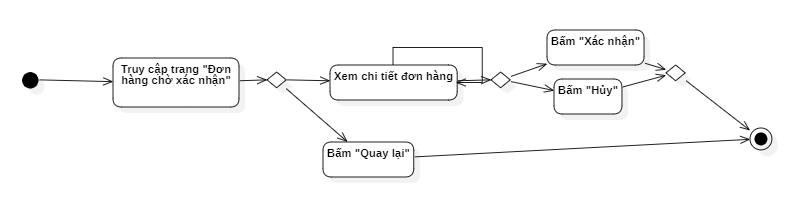 Truy cập trang "Đơn
hàng chờ xác nhận"
Xem chi tiết đơn hàng
Bấm "Xác nhận"
Bấm "Hủy"
Bấm "Quay lại"